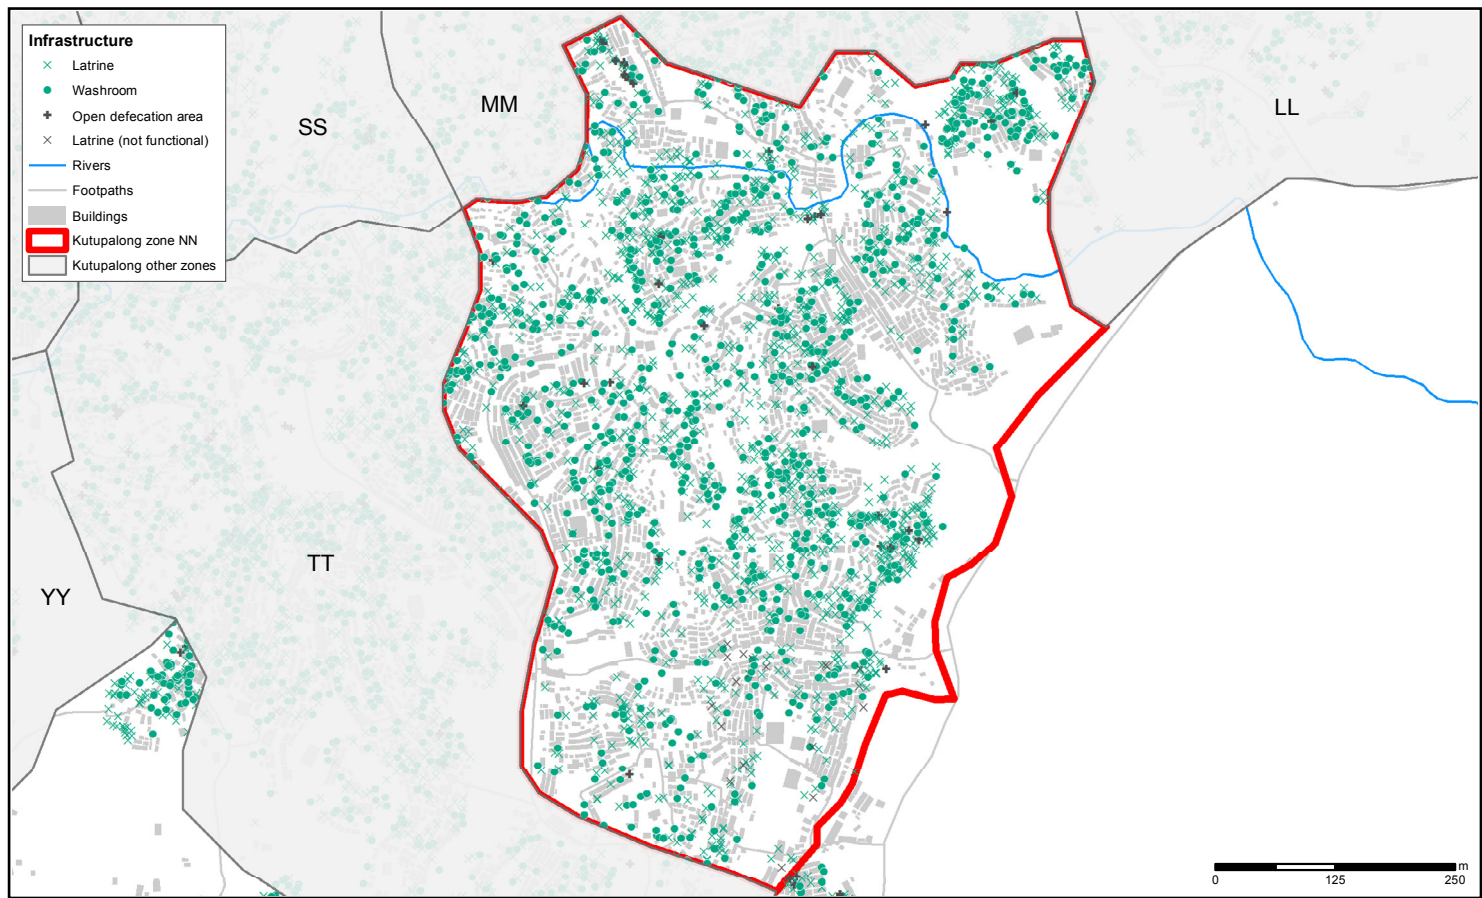 Infrastructure
Latrine
Washroom
Open defecation area
Latrine (not functional)
Rivers
Footpaths
Buildings
Kutupalong zone NN
Kutupalong other zones
MM
SS
LL
TT
YY
m
0 125 250